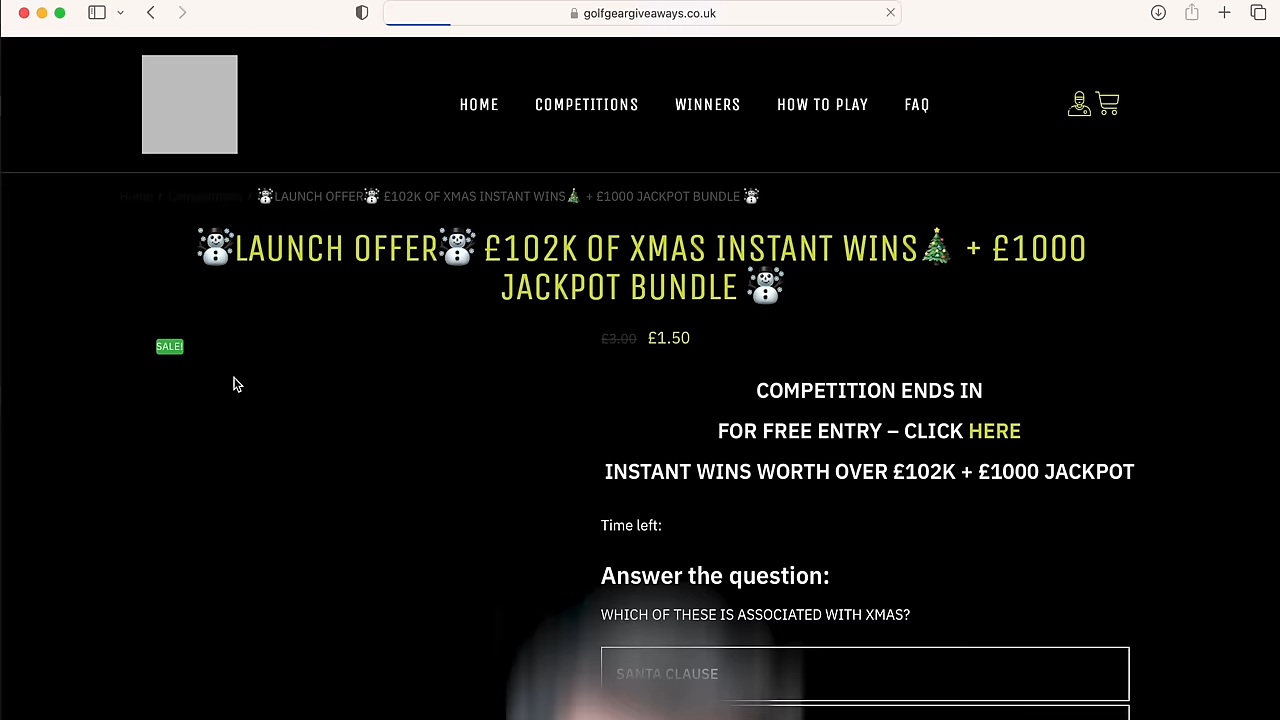 golfgeargiveaways.co.uk
HOME COMPETITIONS WINNERS HOW TO PLAY FAQ
Home / Competitions / ☃️LAUNCH OFFER☃️ £102K OF XMAS INSTANT WINS🎄 + £1000 JACKPOT BUNDLE ☃️
☃️LAUNCH OFFER☃️ £102K OF XMAS INSTANT WINS🎄 + £1000
JACKPOT BUNDLE ☃️
£3.00 £1.50
SALE!
COMPETITION ENDS IN
FOR FREE ENTRY – CLICK HERE
INSTANT WINS WORTH OVER £102K + £1000 JACKPOT
Time left:
Answer the question:
WHICH OF THESE IS ASSOCIATED WITH XMAS?
SANTA CLAUSE